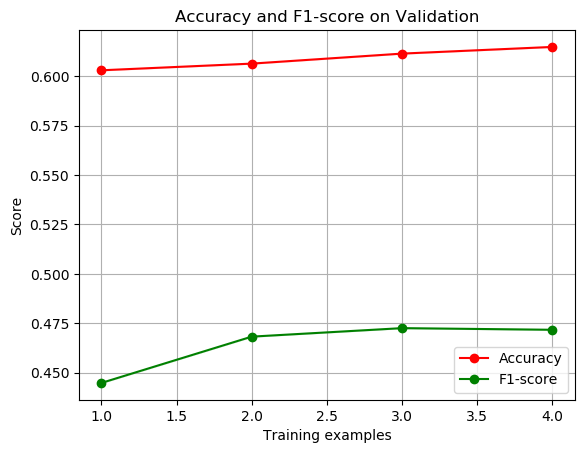 Accuracy and F1-score on Validation
0.600
0.575
0.550
0.525
0.500
0.475
0.450
Score
1.0 1.5 2.0 2.5 3.0 3.5 4.0
Training examples
Accuracy
F1-score